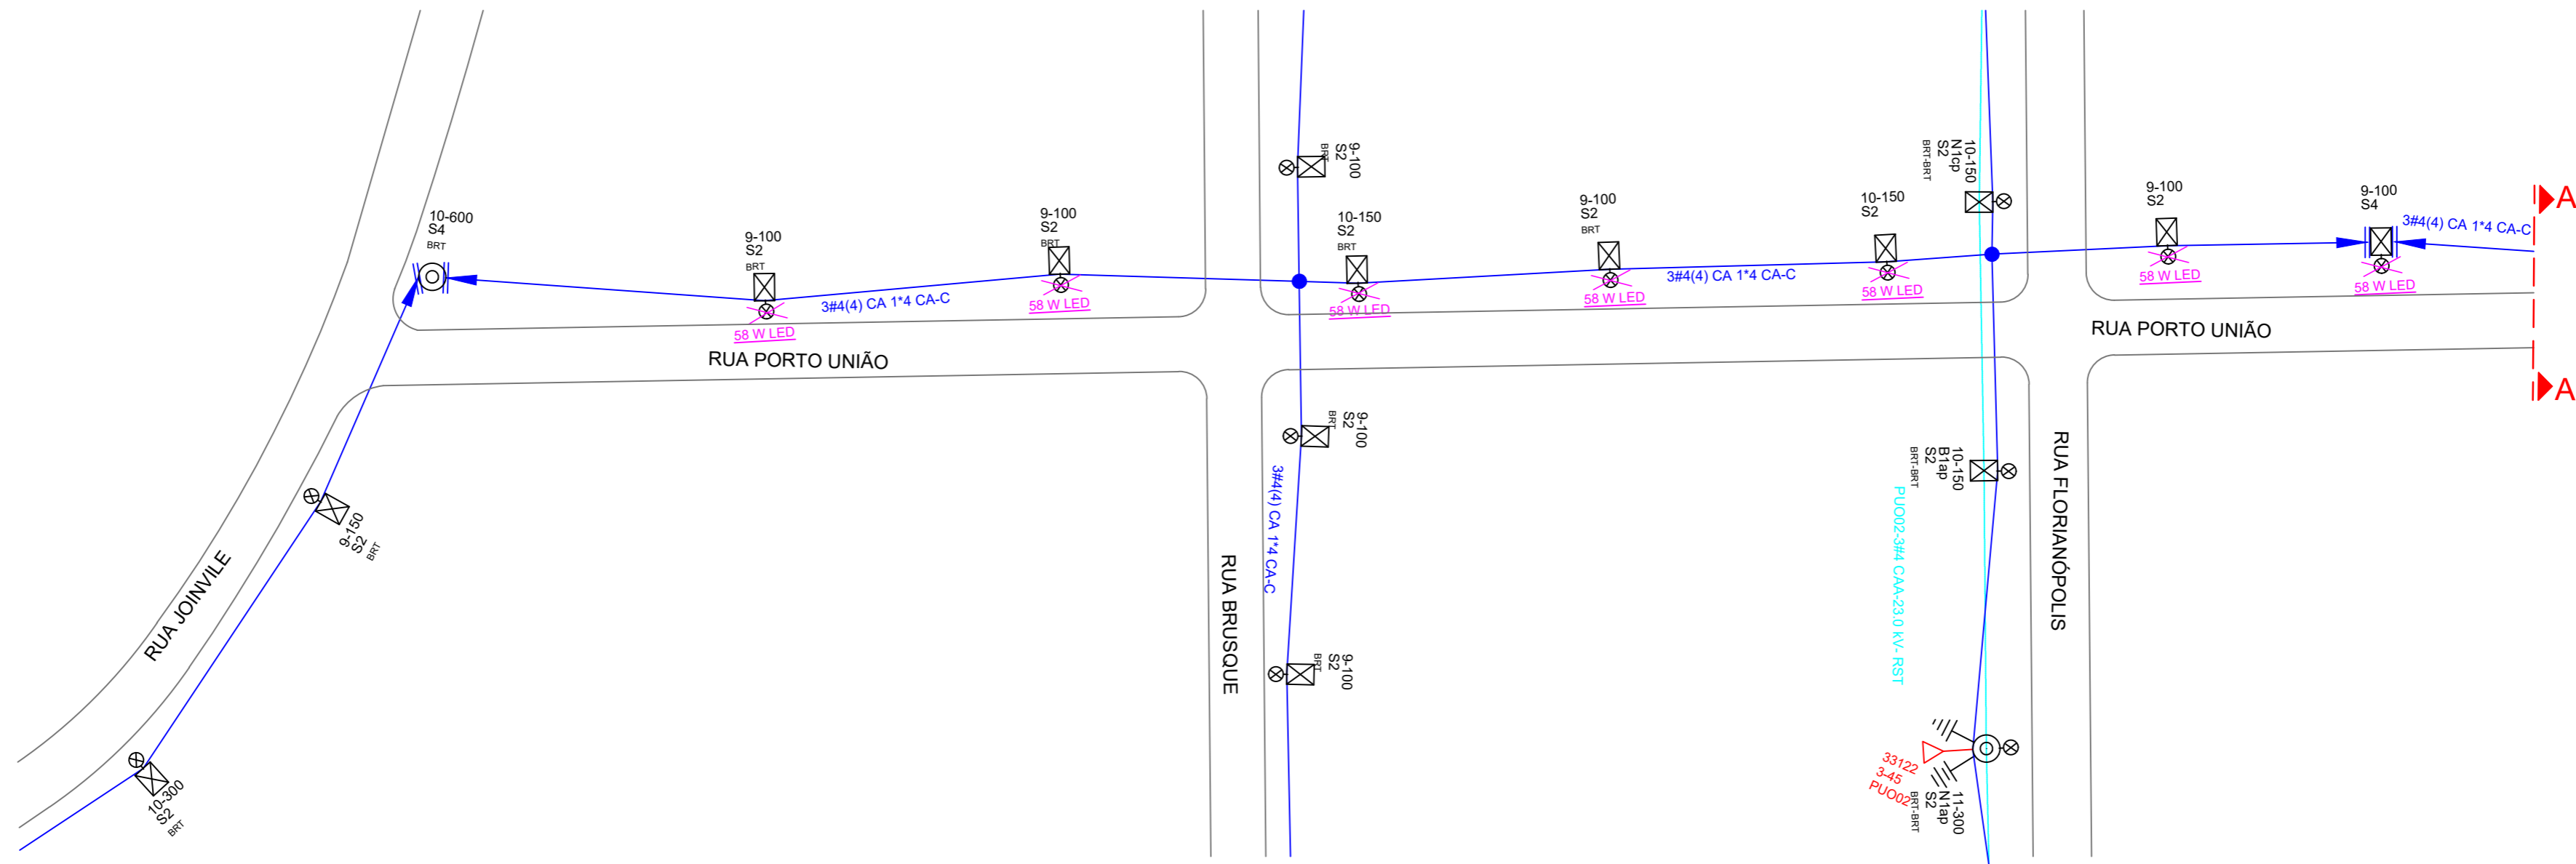 10-600
S4
BRT
9-100
S2
BRT
58 W LED
3#4(4) CA 1*4 CA-C
9-100
S2
BRT
58 W LED
9-100
S2
BRT
10-150
S2
BRT
58 W LED
9-100
S2
BRT
58 W LED
3#4(4) CA 1*4 CA-C
10-150
S2
58 W LED
10-150
N1cp
S2
BRT-BRT
9-100
S2
58 W LED
9-100
S4
58 W LED
3#4(4) CA 1*4 CA-C
A
A
RUA PORTO UNIÃO
RUA PORTO UNIÃO
9-150
S2
BRT
RUA JOINVILE
10-300
S2
BRT
9-100
S2
BRT
3#4(4) CA 1*4 CA-C
RUA BRUSQUE
9-100
S2
BRT
10-150
B1ap
S2
BRT-BRT
PUO02-3#4 CAA-23.0 kV- RST
RUA FLORIANÓPOLIS
33122
3-45
PUO02
11-300
N1ap
S2
BRT-BRT